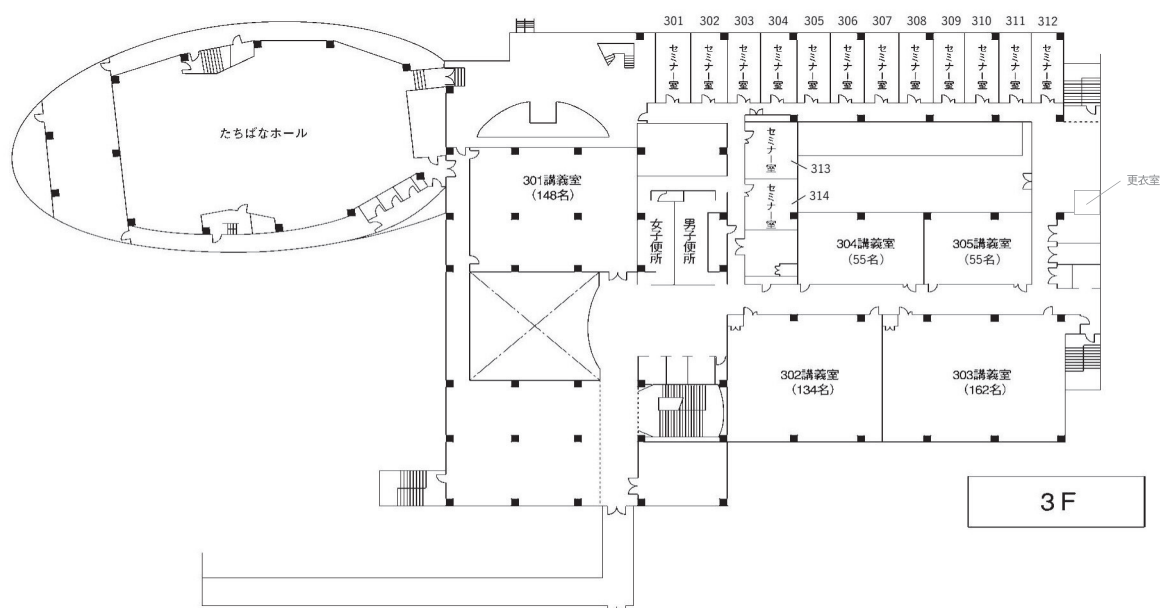 301 302 303 304 305 306 307 308 309 310 311 312
セミナー室 セミナー室 セミナー室 セミナー室 セミナー室 セミナー室 セミナー室 セミナー室 セミナー室 セミナー室 セミナー室 セミナー室
たちばなホール
セミナー室
313
301講義室
(148名)
更衣室
セミナー室
314
女子便所
男子便所
304講義室
(55名)
305講義室
(55名)
302講義室
(134名)
303講義室
(162名)
3F